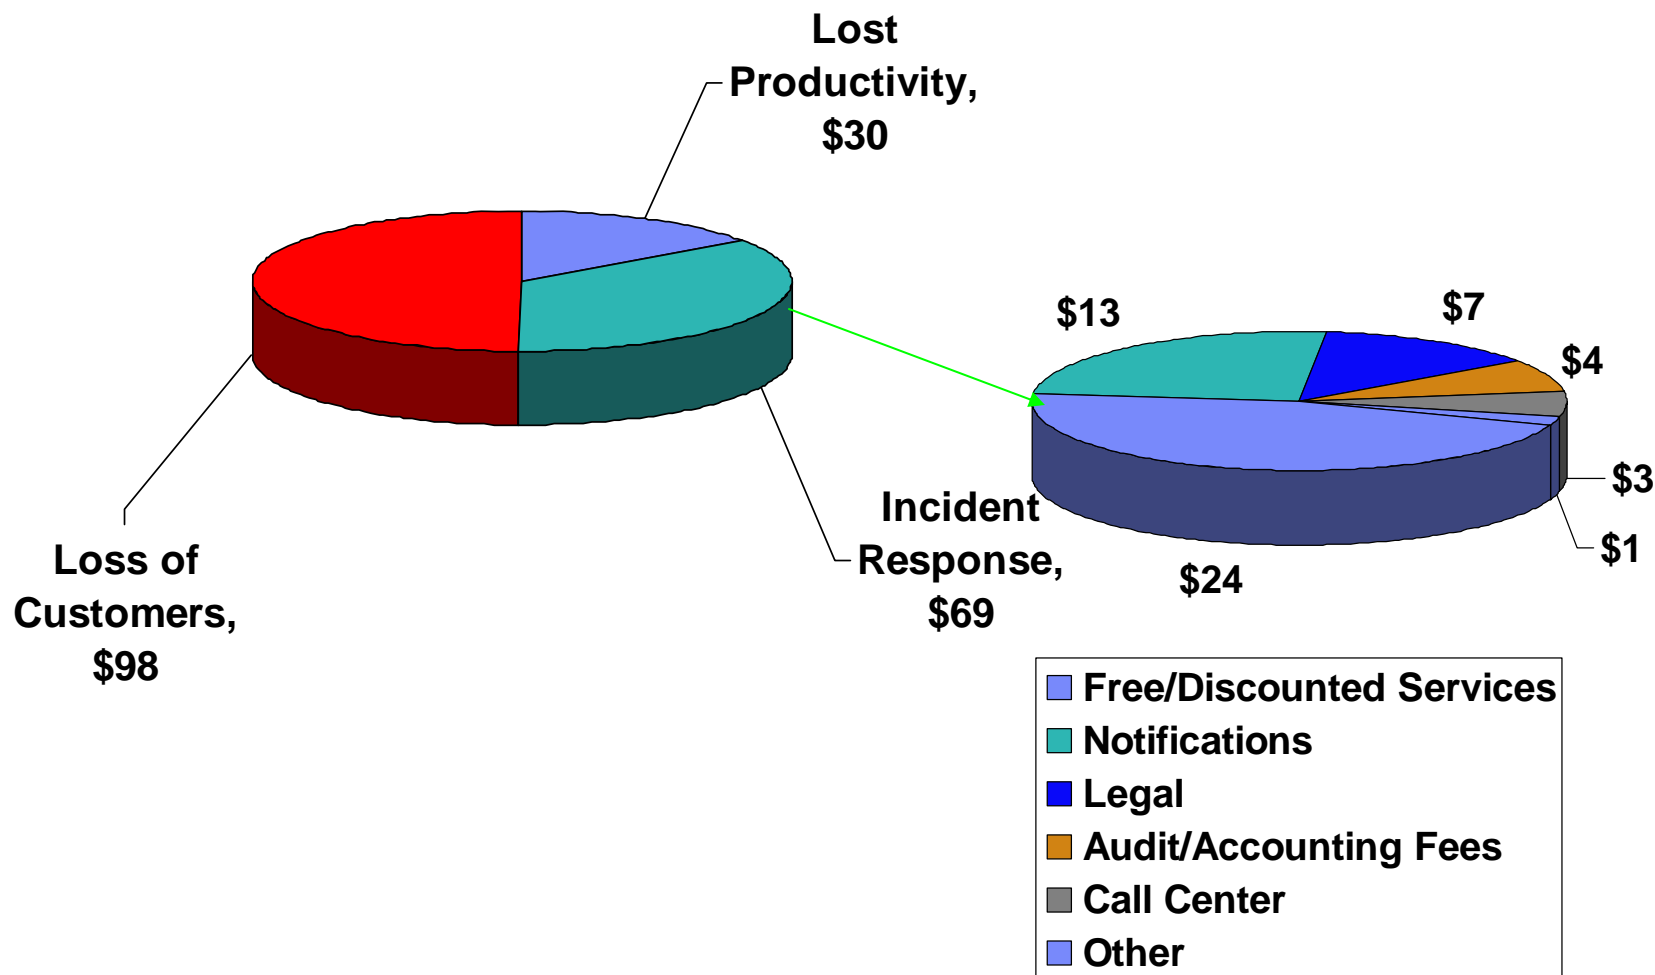 Lost
Productivity,
$30
$13
$7
$4
$3
$1
$24
Incident
Response,
$69
Loss of
Customers,
$98
Free/Discounted Services
Notifications
Legal
Audit/Accounting Fees
Call Center
Other